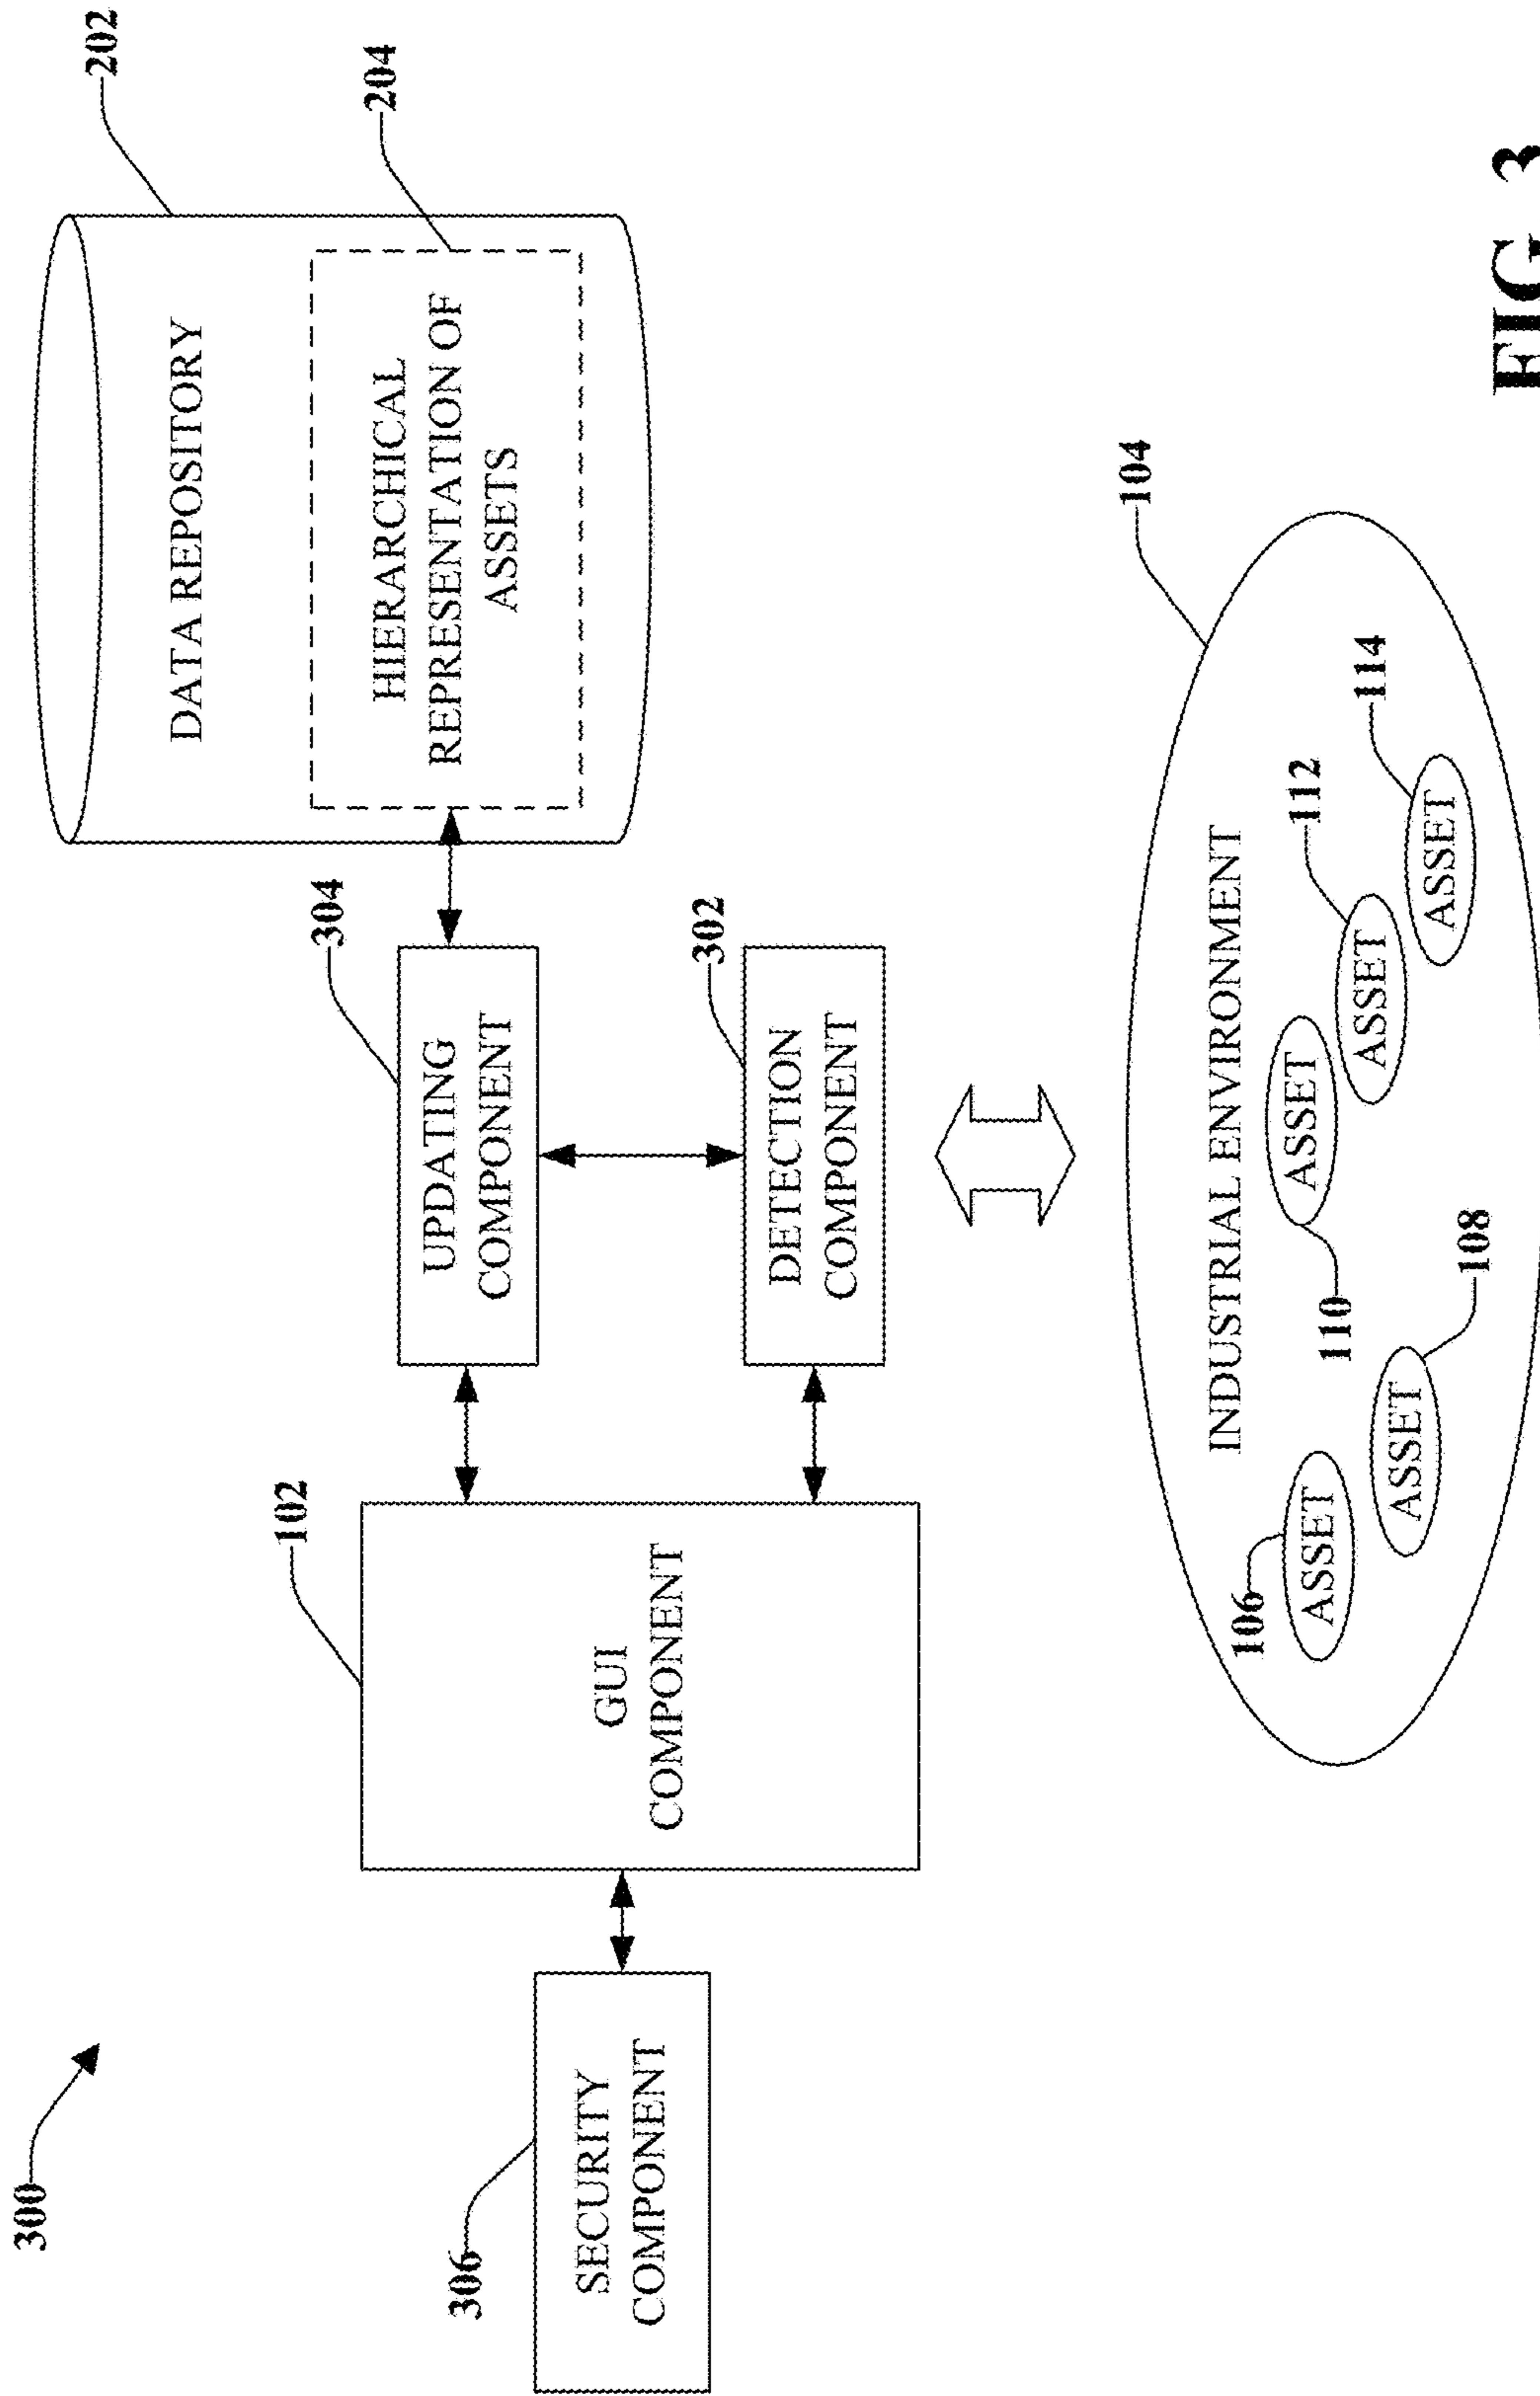 300
202
DATA REPOSITORY
204
HIERARCHICAL
REPRESENTATION OF
ASSETS
304
UPDATING
COMPONENT
302
DETECTION
COMPONENT
102
GUI
COMPONENT
306
SECURITY
COMPONENT
104
INDUSTRIAL ENVIRONMENT
106
ASSET
108
ASSET
110
ASSET
112
ASSET
114
ASSET
FIG. 3